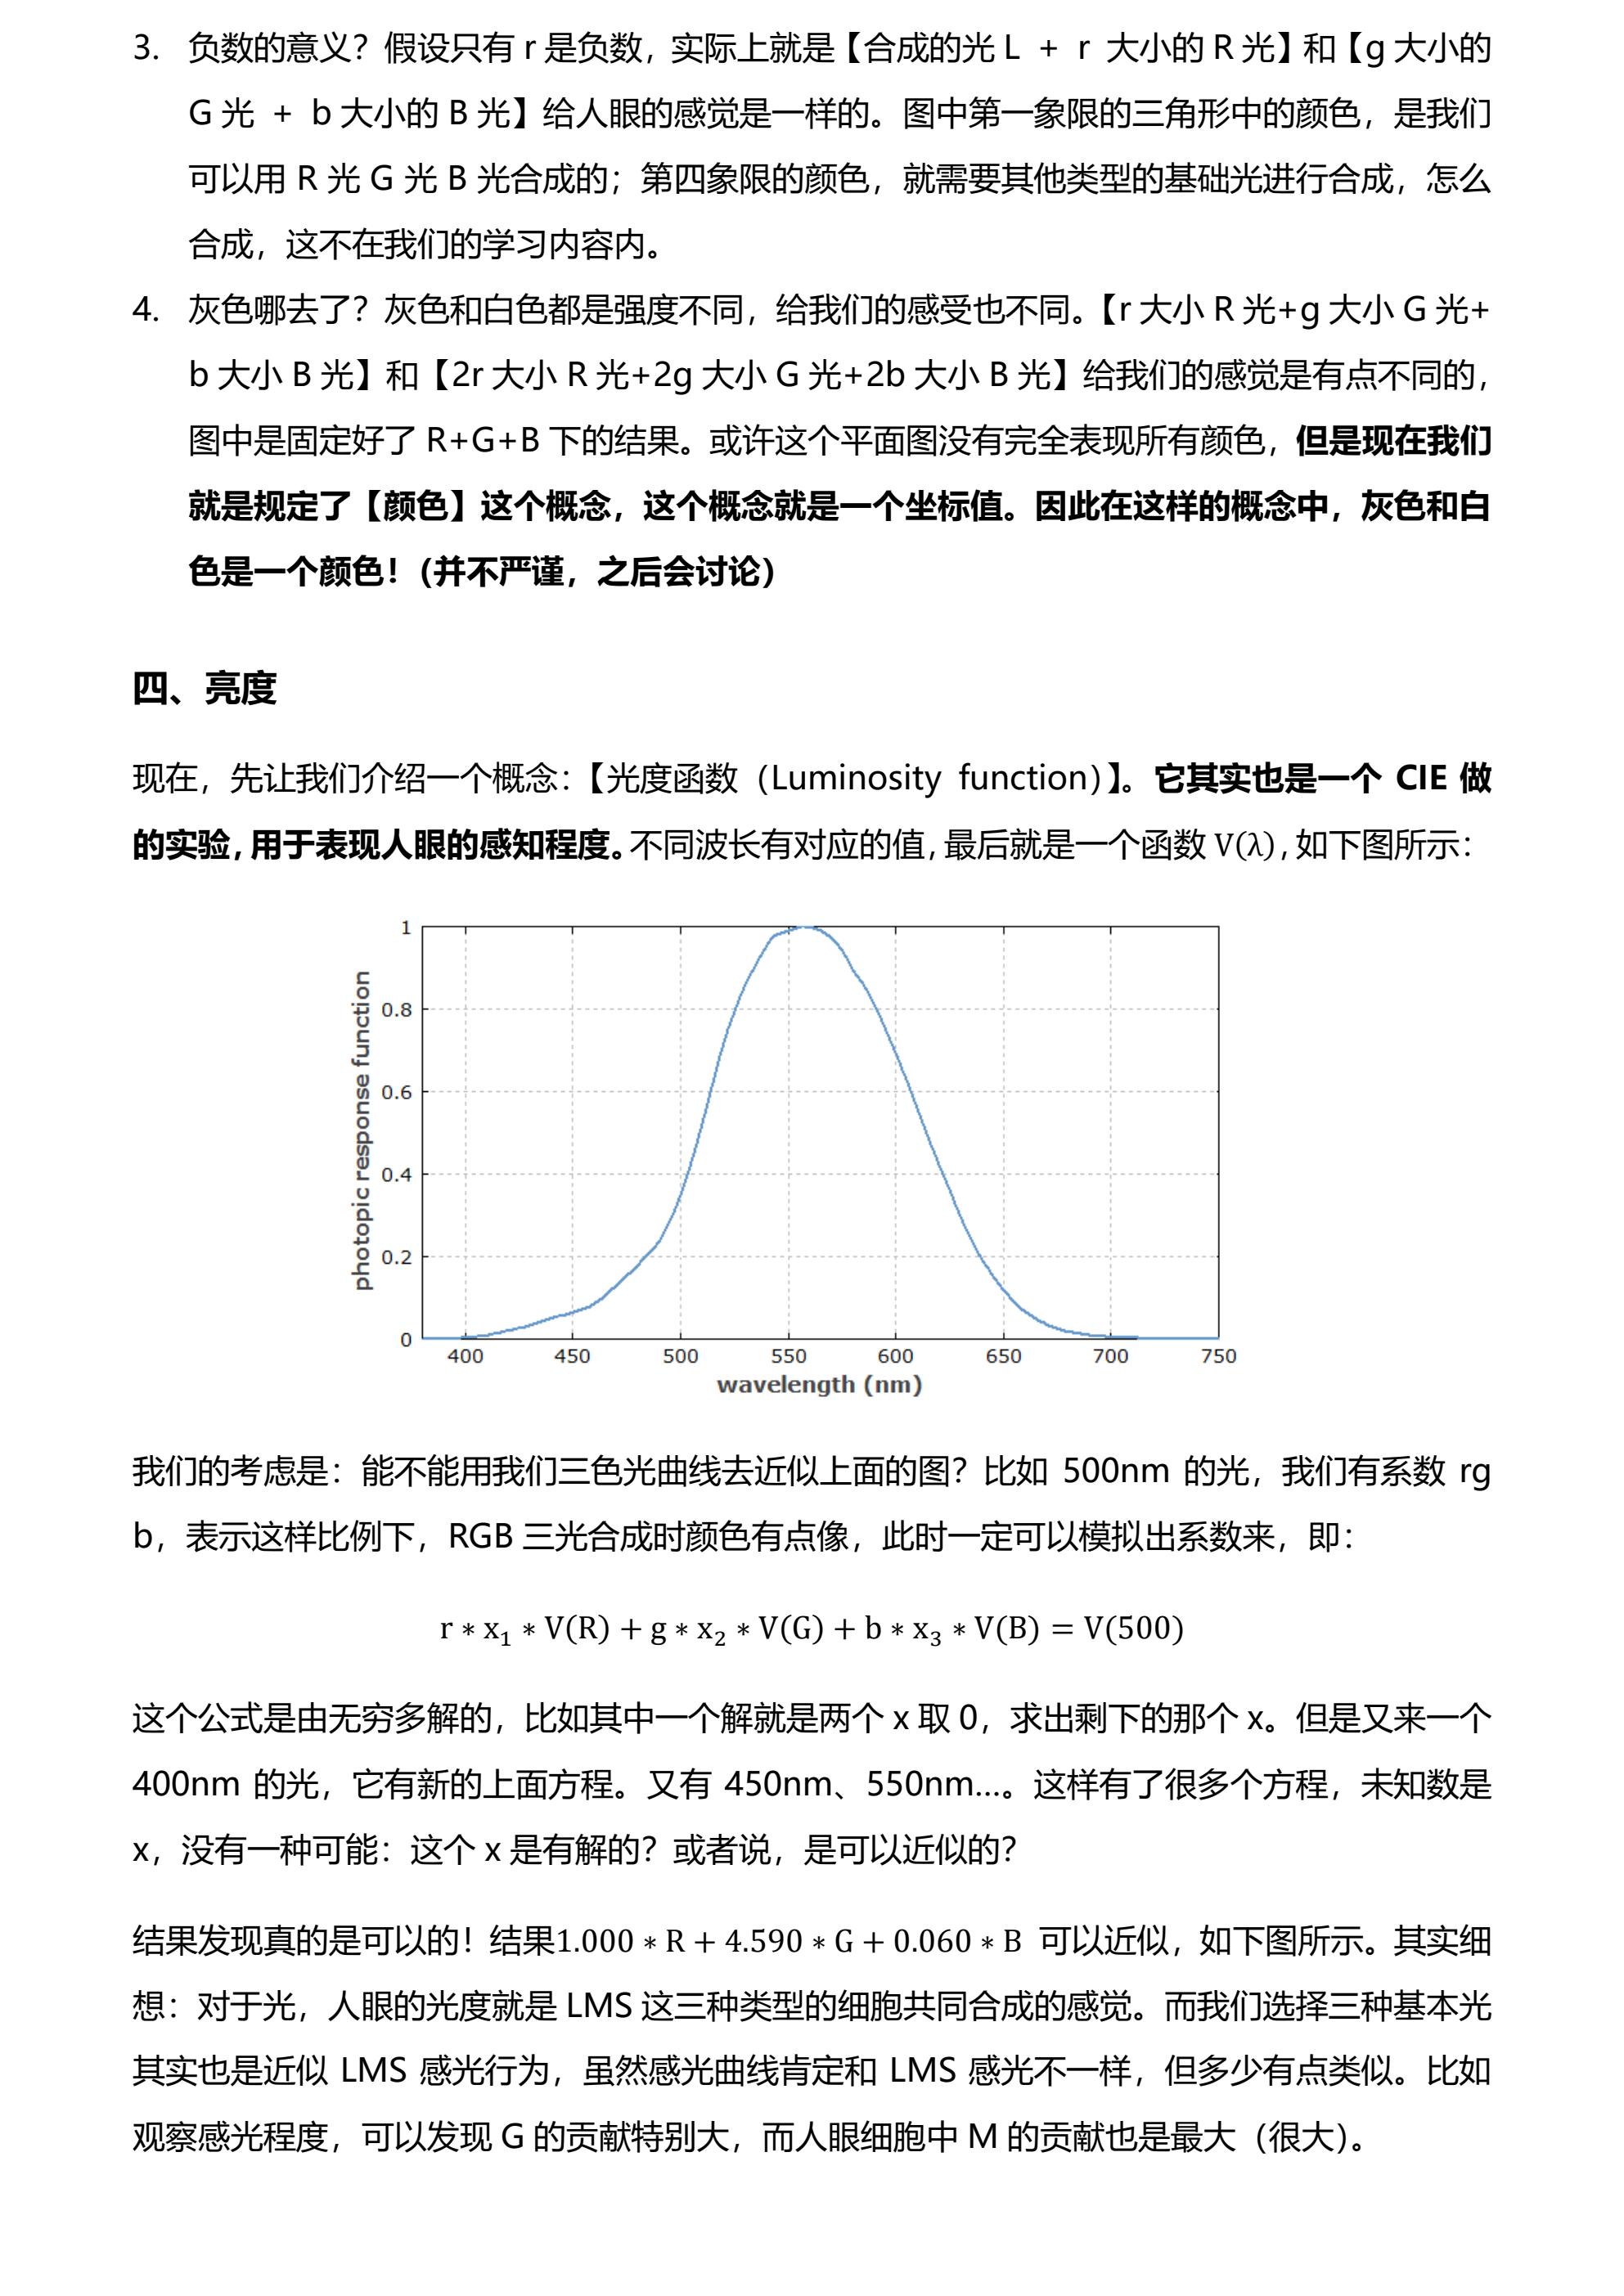 3. 负数的意义？假设只有 r 是负数，实际上就是【合成的光 L + r 大小的 R 光】和【g 大小的
G 光 + b 大小的 B 光】给人眼的感觉是一样的。图中第一象限的三角形中的颜色，是我们
可以用 R 光 G 光 B 光合成的；第四象限的颜色，就需要其他类型的基础光进行合成，怎么
合成，这不在我们的学习内容内。
4. 灰色哪去了？灰色和白色都是强度不同，给我们的感受也不同。【r 大小 R 光+g 大小 G 光+
b 大小 B 光】和【2r 大小 R 光+2g 大小 G 光+2b 大小 B 光】给我们的感觉是有点不同的，
图中是固定好了 R+G+B 下的结果。或许这个平面图没有完全表现所有颜色，但是现在我们
就是规定了【颜色】这个概念，这个概念就是一个坐标值。因此在这样的概念中，灰色和白
色是一个颜色！(并不严谨，之后会讨论)
四、亮度
现在，先让我们介绍一个概念：【光度函数（Luminosity function）】。它其实也是一个 CIE 做
的实验，用于表现人眼的感知程度。不同波长有对应的值，最后就是一个函数 V(λ)，如下图所示：
1
0.8
0.6
0.4
0.2
0
photopic response function
400 450 500 550 600 650 700 750
wavelength (nm)
我们的考虑是：能不能用我们三色光曲线去近似上面的图？比如 500nm 的光，我们有系数 rg
b，表示这样比例下，RGB 三光合成时颜色有点像，此时一定可以模拟出系数来，即：
r ∗ x₁ ∗ V(R) + g ∗ x₂ ∗ V(G) + b ∗ x₃ ∗ V(B) = V(500)
这个公式是由无穷多解的，比如其中一个解就是两个 x 取 0，求出剩下的那个 x。但是又来一个
400nm 的光，它有新的上面方程。又有 450nm、550nm…。这样有了很多个方程，未知数是
x，没有一种可能：这个 x 是有解的？或者说，是可以近似的？
结果发现真的是可以的！结果1.000 ∗ R + 4.590 ∗ G + 0.060 ∗ B 可以近似，如下图所示。其实细
想：对于光，人眼的光度就是 LMS 这三种类型的细胞共同合成的感觉。而我们选择三种基本光
其实也是近似 LMS 感光行为，虽然感光曲线肯定和 LMS 感光不一样，但多少有点类似。比如
观察感光程度，可以发现 G 的贡献特别大，而人眼细胞中 M 的贡献也是最大（很大）。